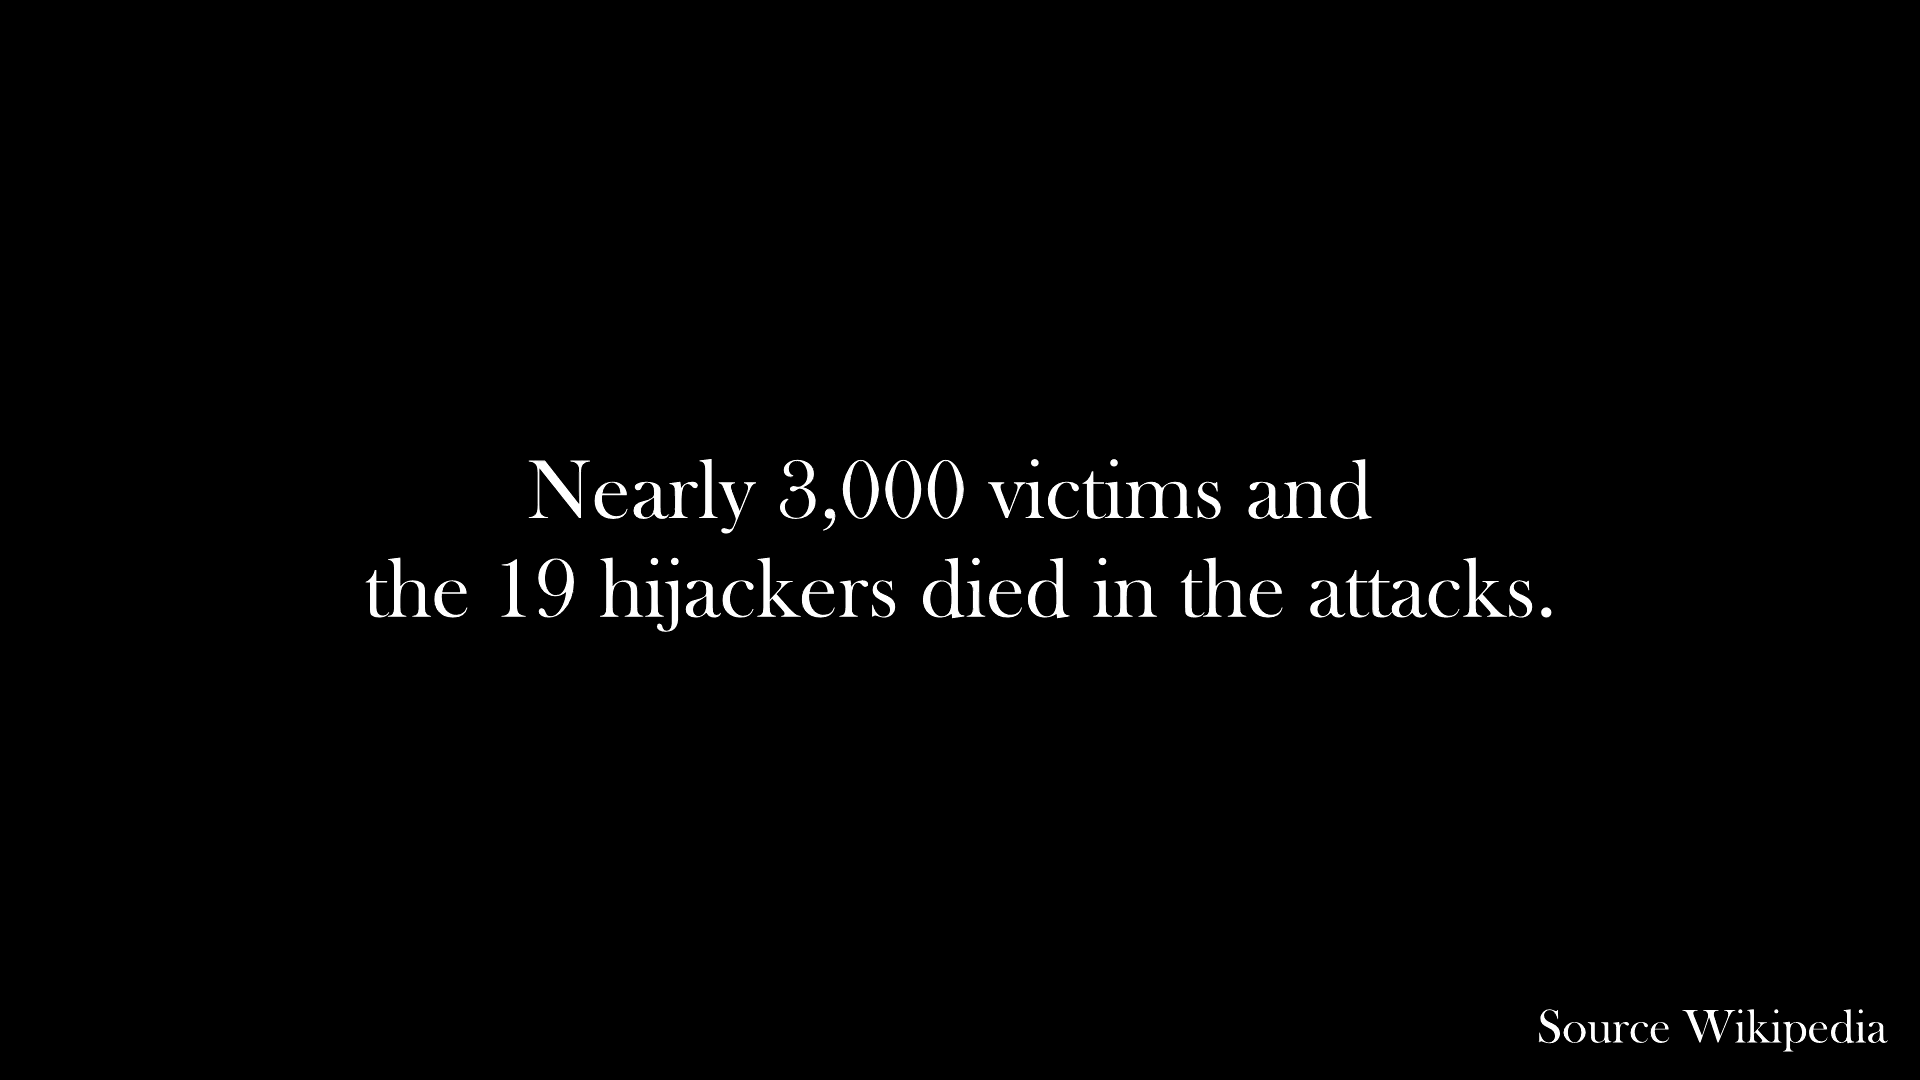 Nearly 3,000 victims and
the 19 hijackers died in the attacks.
Source Wikipedia